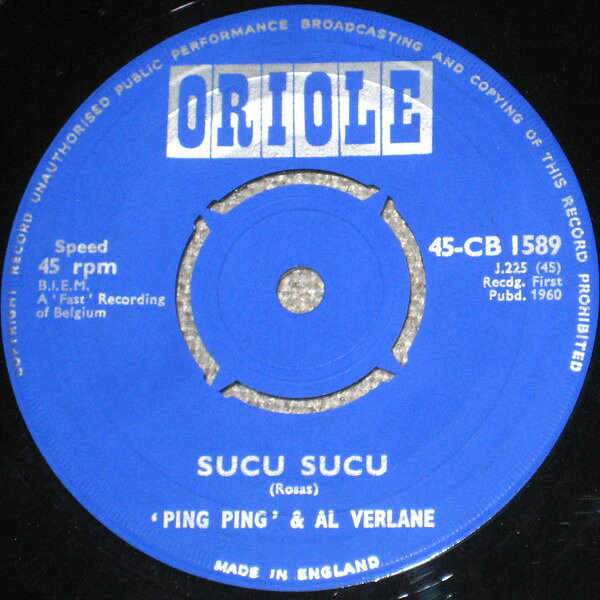 COPYRIGHT RECORD UNAUTHORISED PUBLIC PERFORMANCE BROADCASTING AND COPYING OF THIS RECORD PROHIBITED
ORIOLE
Speed
45 rpm
B.I.E.M.
A 'Fast' Recording
of Belgium
45-CB 1589
J.225 (45)
Recdg. First
Pubd. 1960
SUCU SUCU
(Rosas)
'PING PING' & AL VERLANE
MADE IN ENGLAND